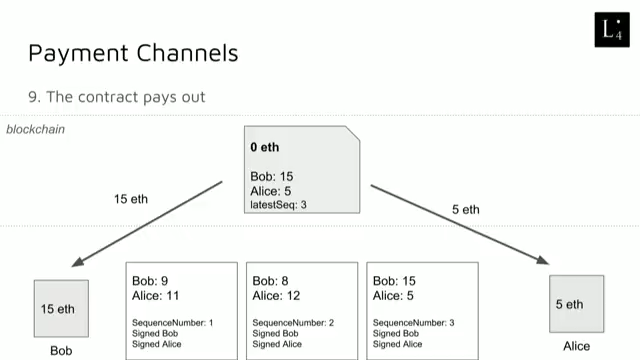 L4
Payment Channels
9. The contract pays out
blockchain
0 eth
Bob: 15
Alice: 5
latestSeq: 3
15 eth
5 eth
15 eth
Bob
Bob: 9
Alice: 11
SequenceNumber: 1
Signed Bob
Signed Alice
Bob: 8
Alice: 12
SequenceNumber: 2
Signed Bob
Signed Alice
Bob: 15
Alice: 5
SequenceNumber: 3
Signed Bob
Signed Alice
5 eth
Alice